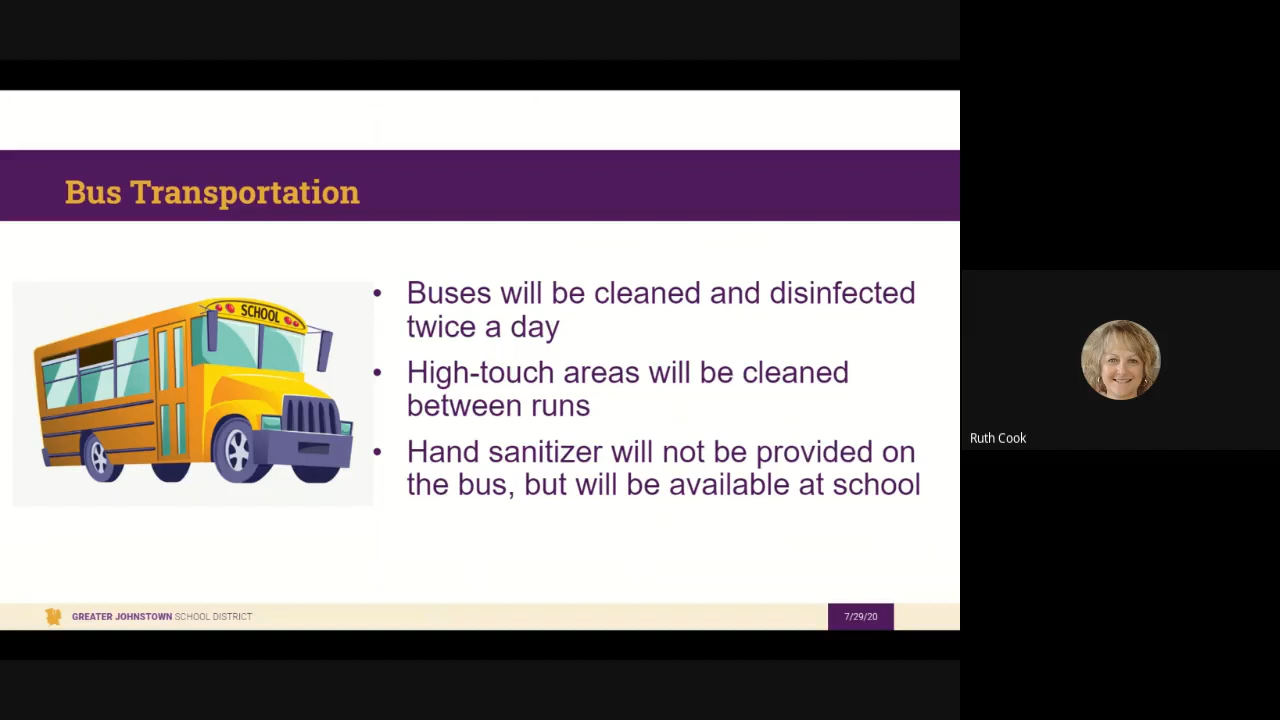 Bus Transportation
SCHOOL
• Buses will be cleaned and disinfected
twice a day
• High-touch areas will be cleaned
between runs
• Hand sanitizer will not be provided on
the bus, but will be available at school
Ruth Cook
GREATER JOHNSTOWN SCHOOL DISTRICT
7/29/20